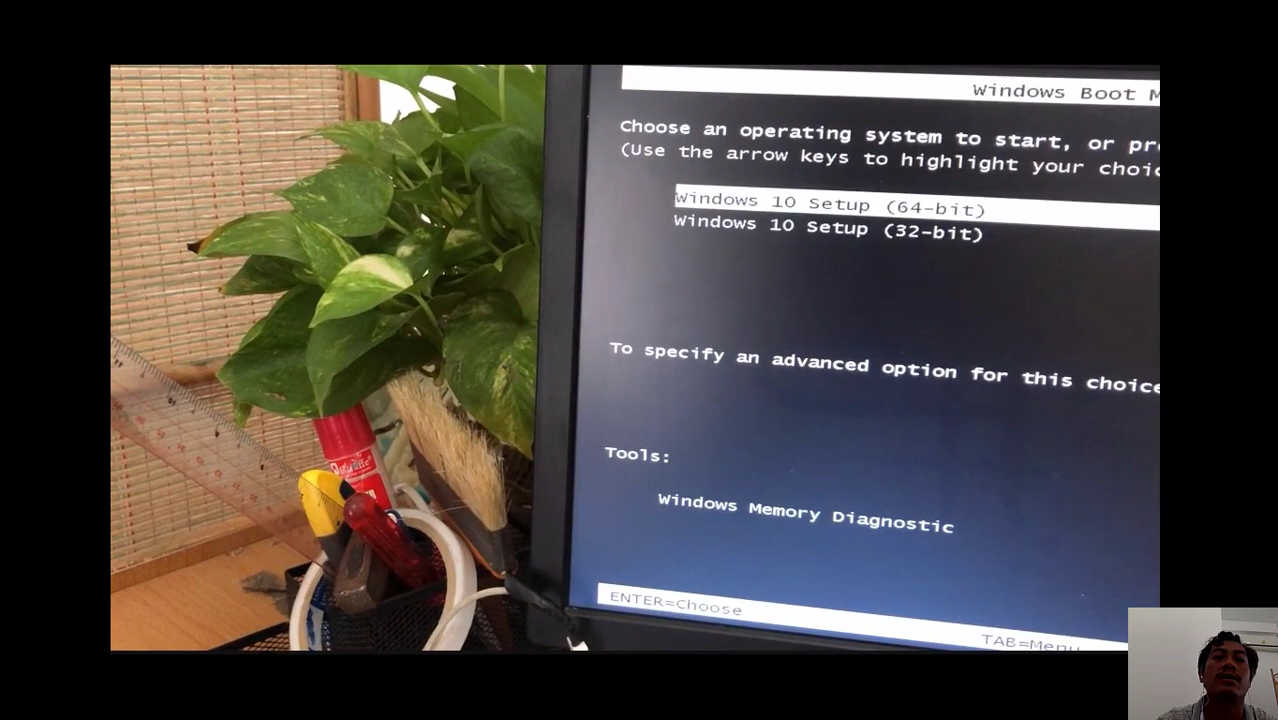 Windows Boot M
Choose an operating system to start, or pre
(Use the arrow keys to highlight your choic
Windows 10 Setup (64-bit)
Windows 10 Setup (32-bit)
To specify an advanced option for this choice
Tools:
Windows Memory Diagnostic
ENTER=Choose
TAB=Menu